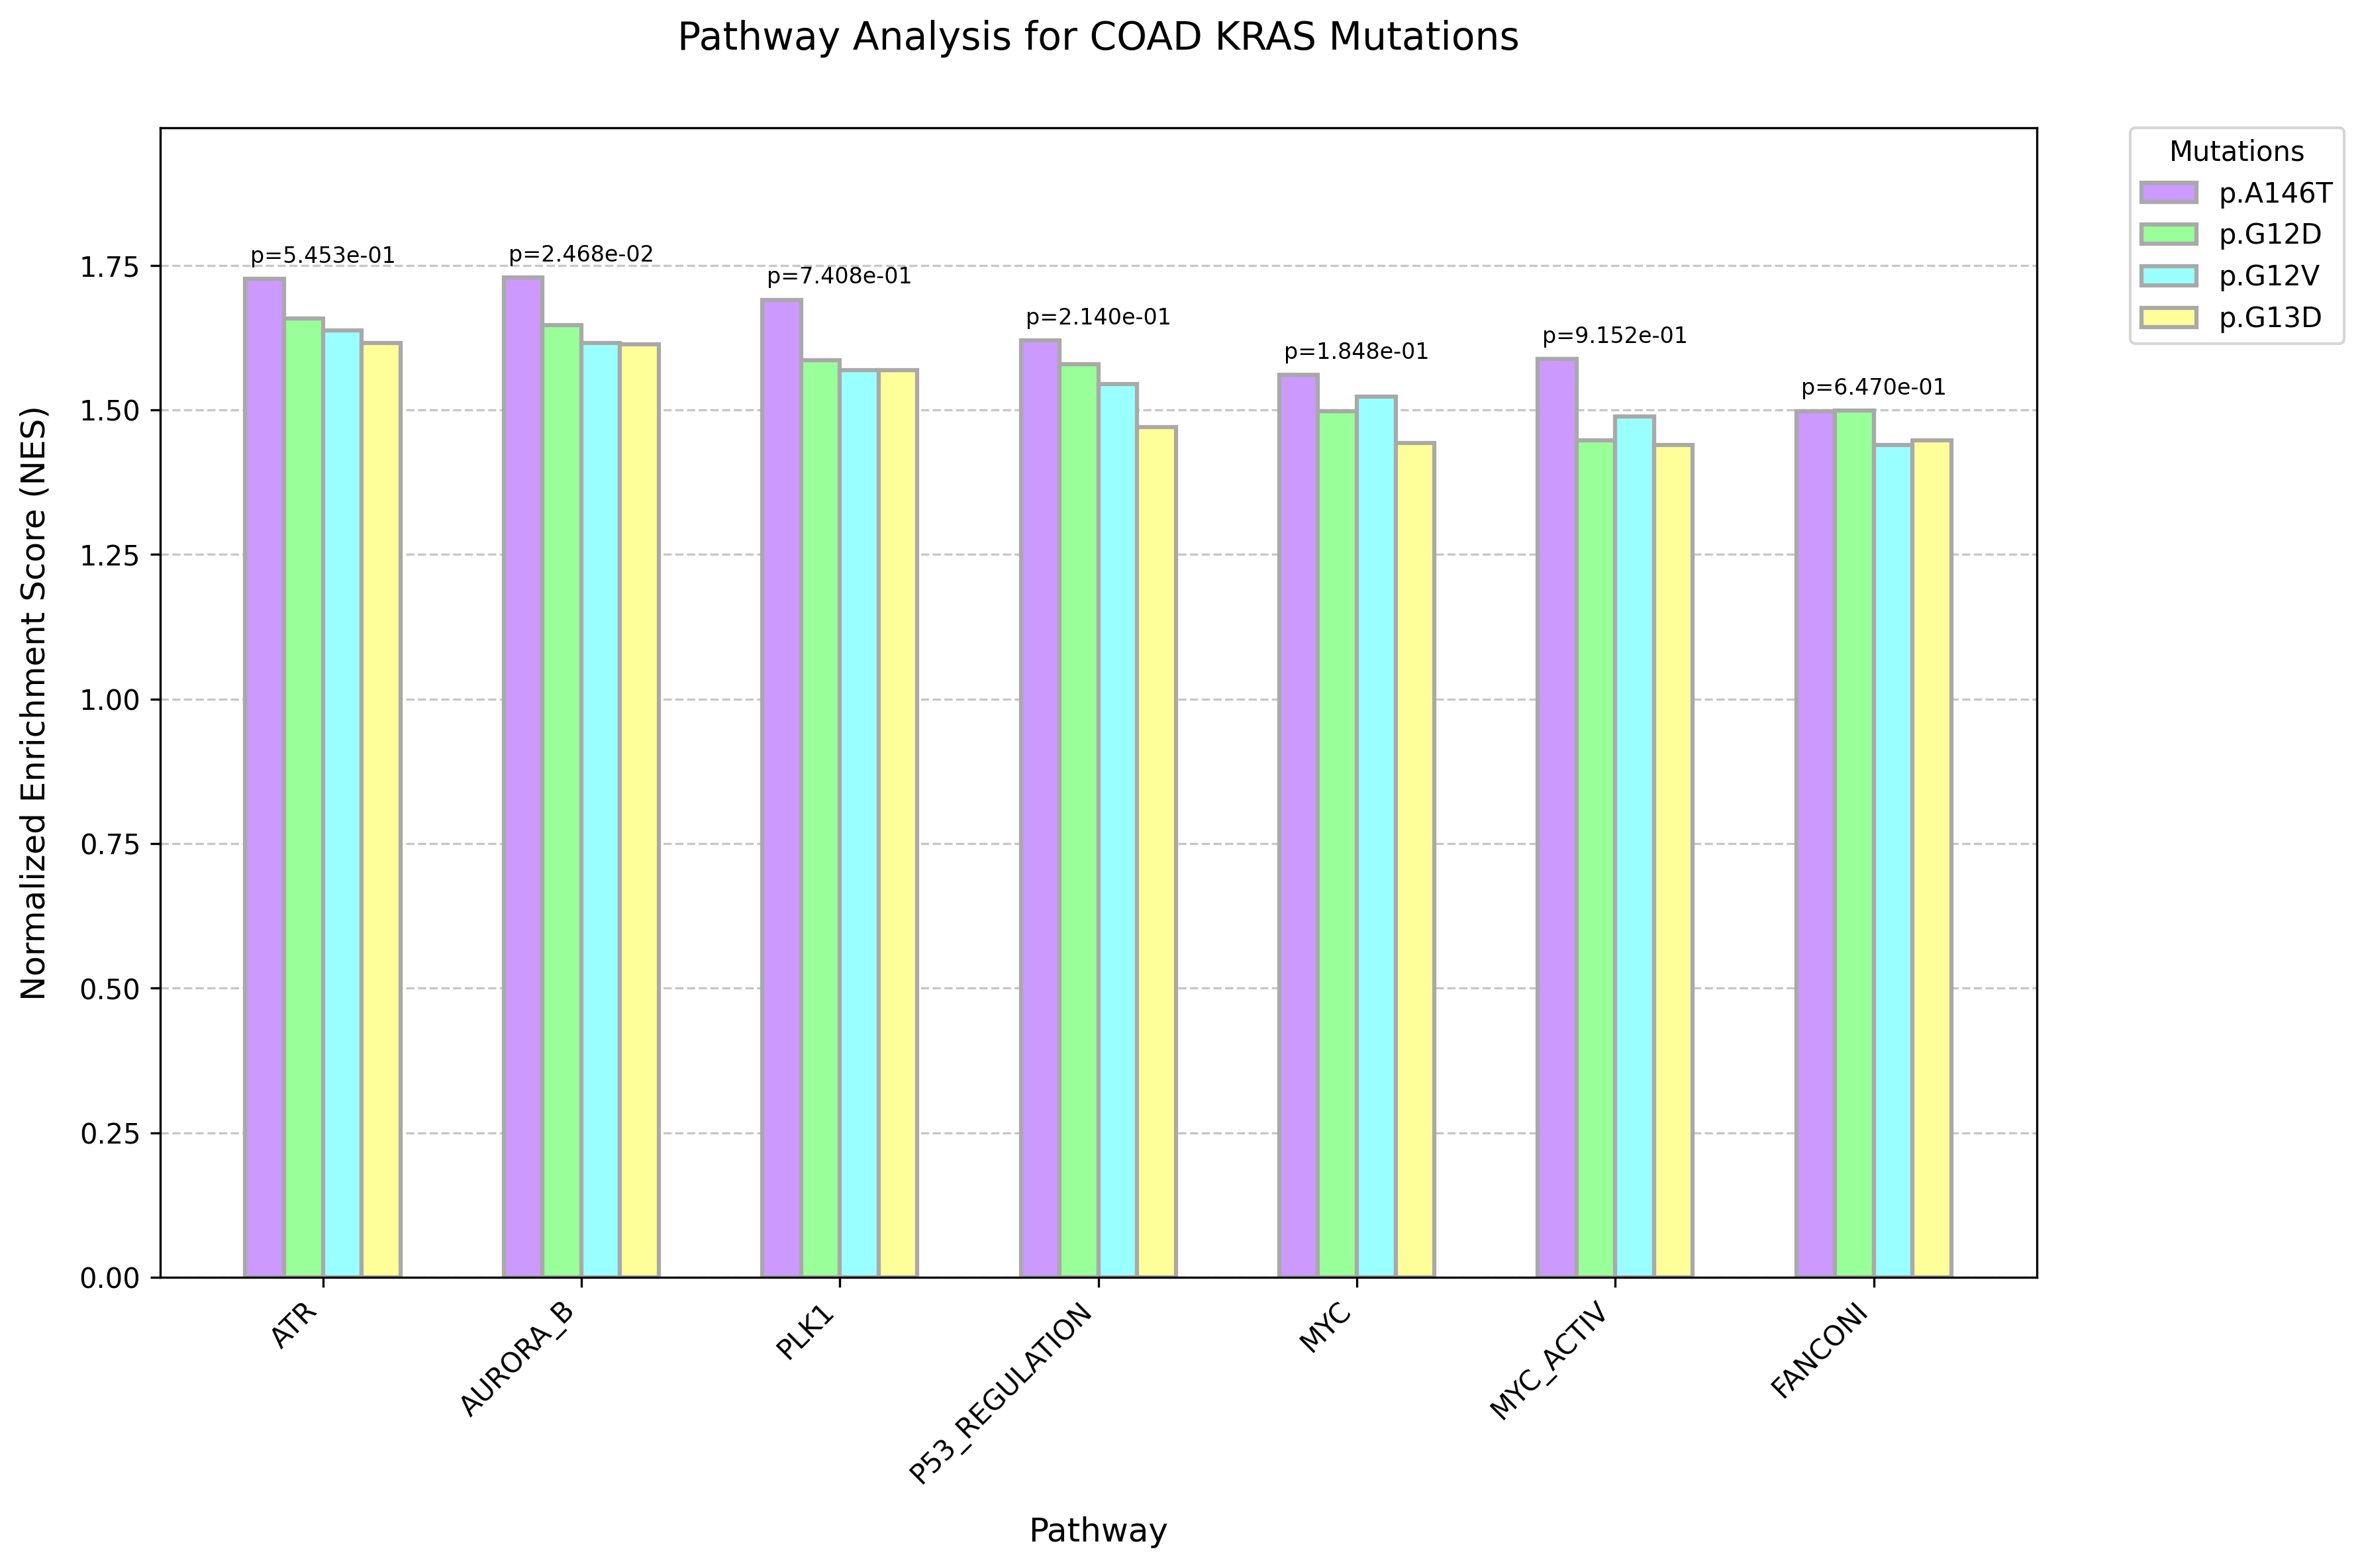 Pathway Analysis for COAD KRAS Mutations
Mutations
p.A146T
p.G12D
p.G12V
p.G13D
Normalized Enrichment Score (NES)
1.75
1.50
1.25
1.00
0.75
0.50
0.25
0.00
p=5.453e-01
p=2.468e-02
p=7.408e-01
p=2.140e-01
p=1.848e-01
p=9.152e-01
p=6.470e-01
ATR
AURORA_B
PLK1
P53_REGULATION
MYC
MYC_ACTIV
FANCONI
Pathway